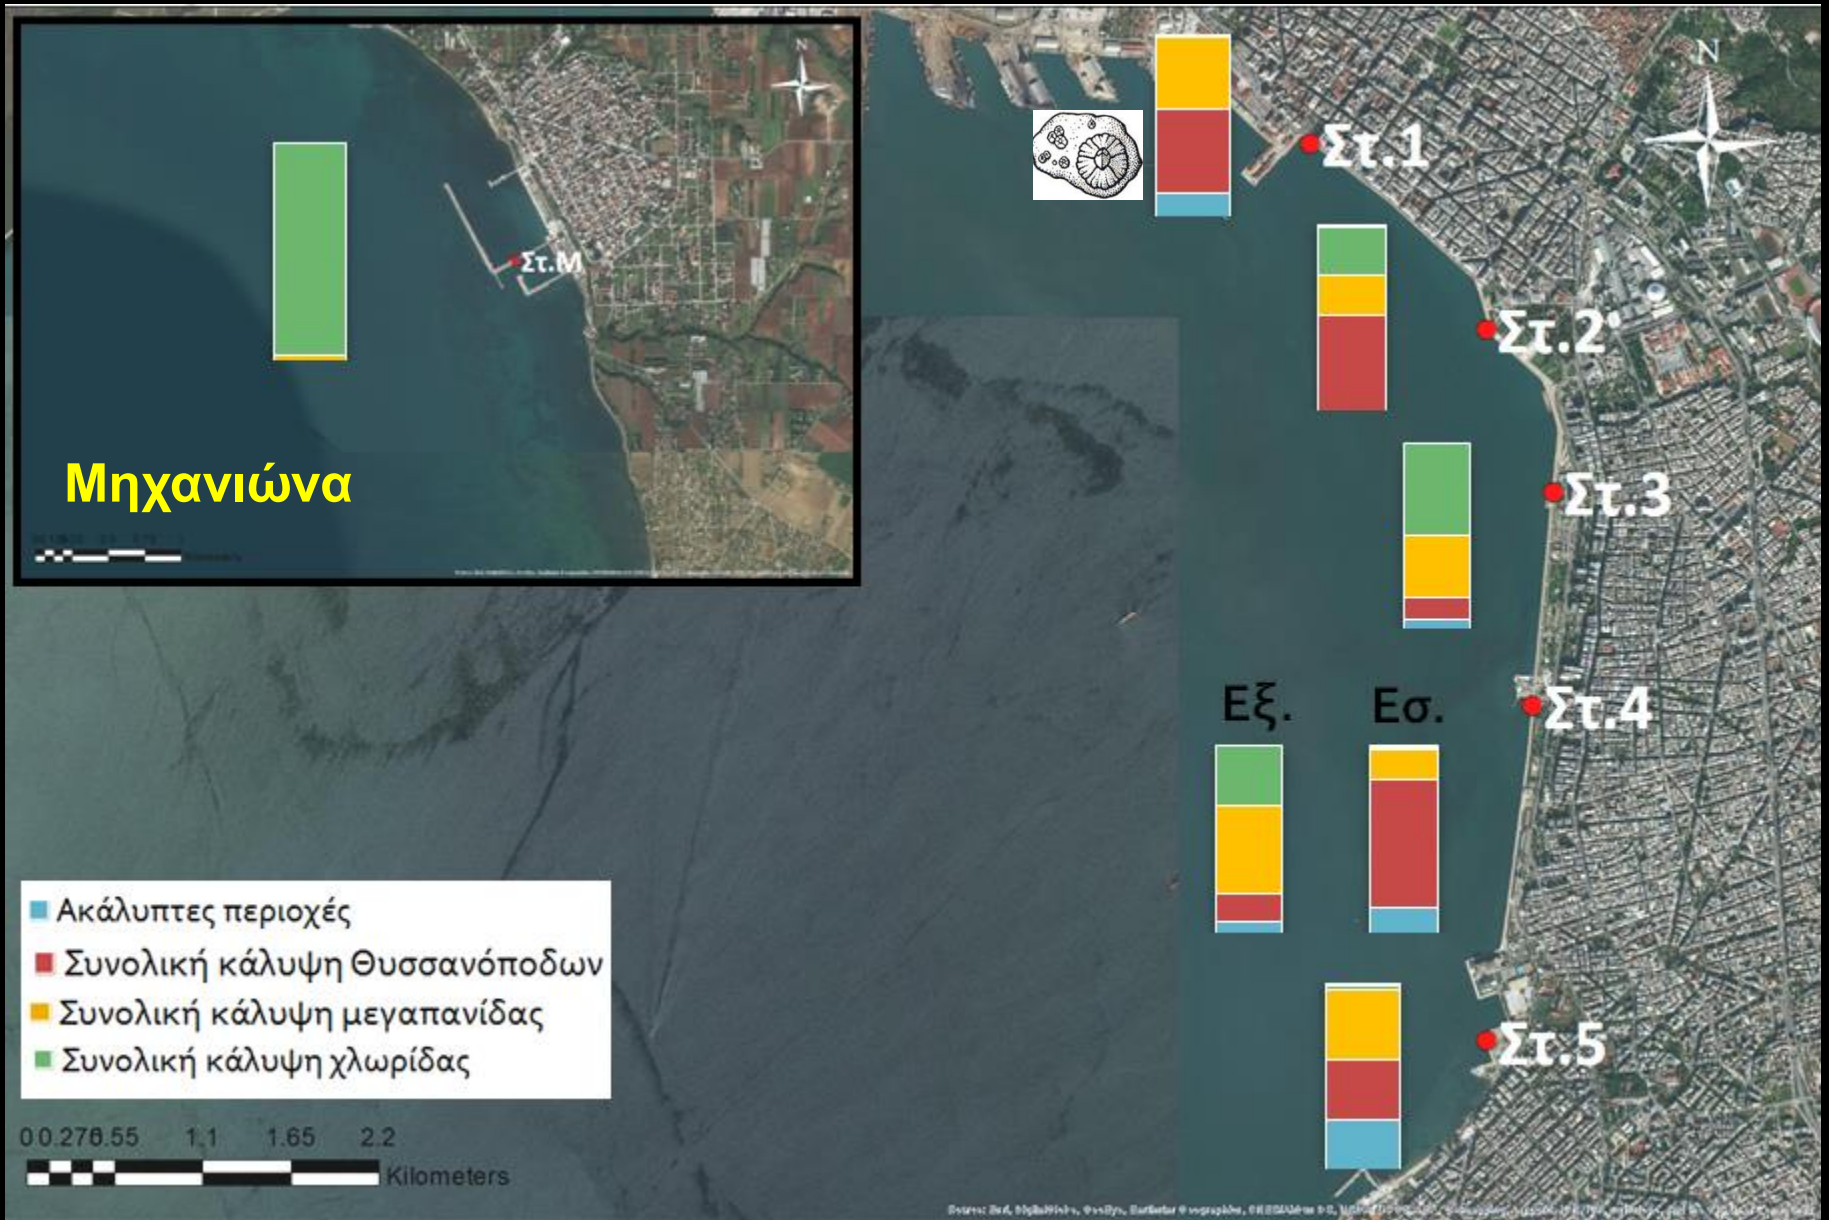 N
N
Στ.1
Στ.Μ
Στ.2
Μηχανιώνα
Στ.3
Εξ.
Εσ.
Στ.4
Ακάλυπτες περιοχές
Συνολική κάλυψη Θυσσανόποδων
Συνολική κάλυψη μεγαπανίδας
Συνολική κάλυψη χλωρίδας
Στ.5
0 0.275 0.55 1.1 1.65 2.2
Kilometers